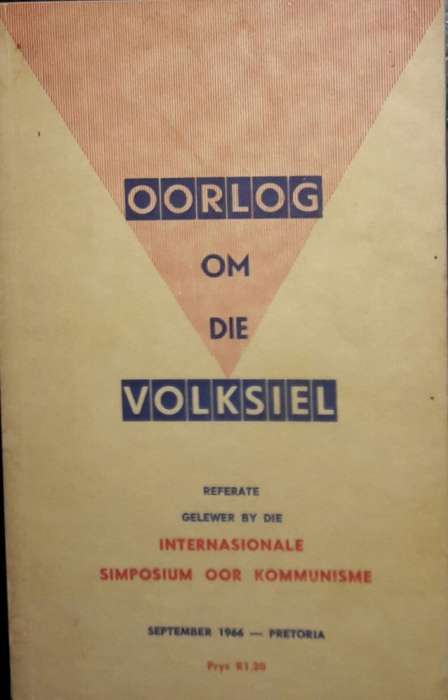 OORLOG
OM
DIE
VOLKSIEL
REFERATE
GELEWER BY DIE
INTERNASIONALE
SIMPOSIUM OOR KOMMUNISME
SEPTEMBER 1966 — PRETORIA
Prys R1.20